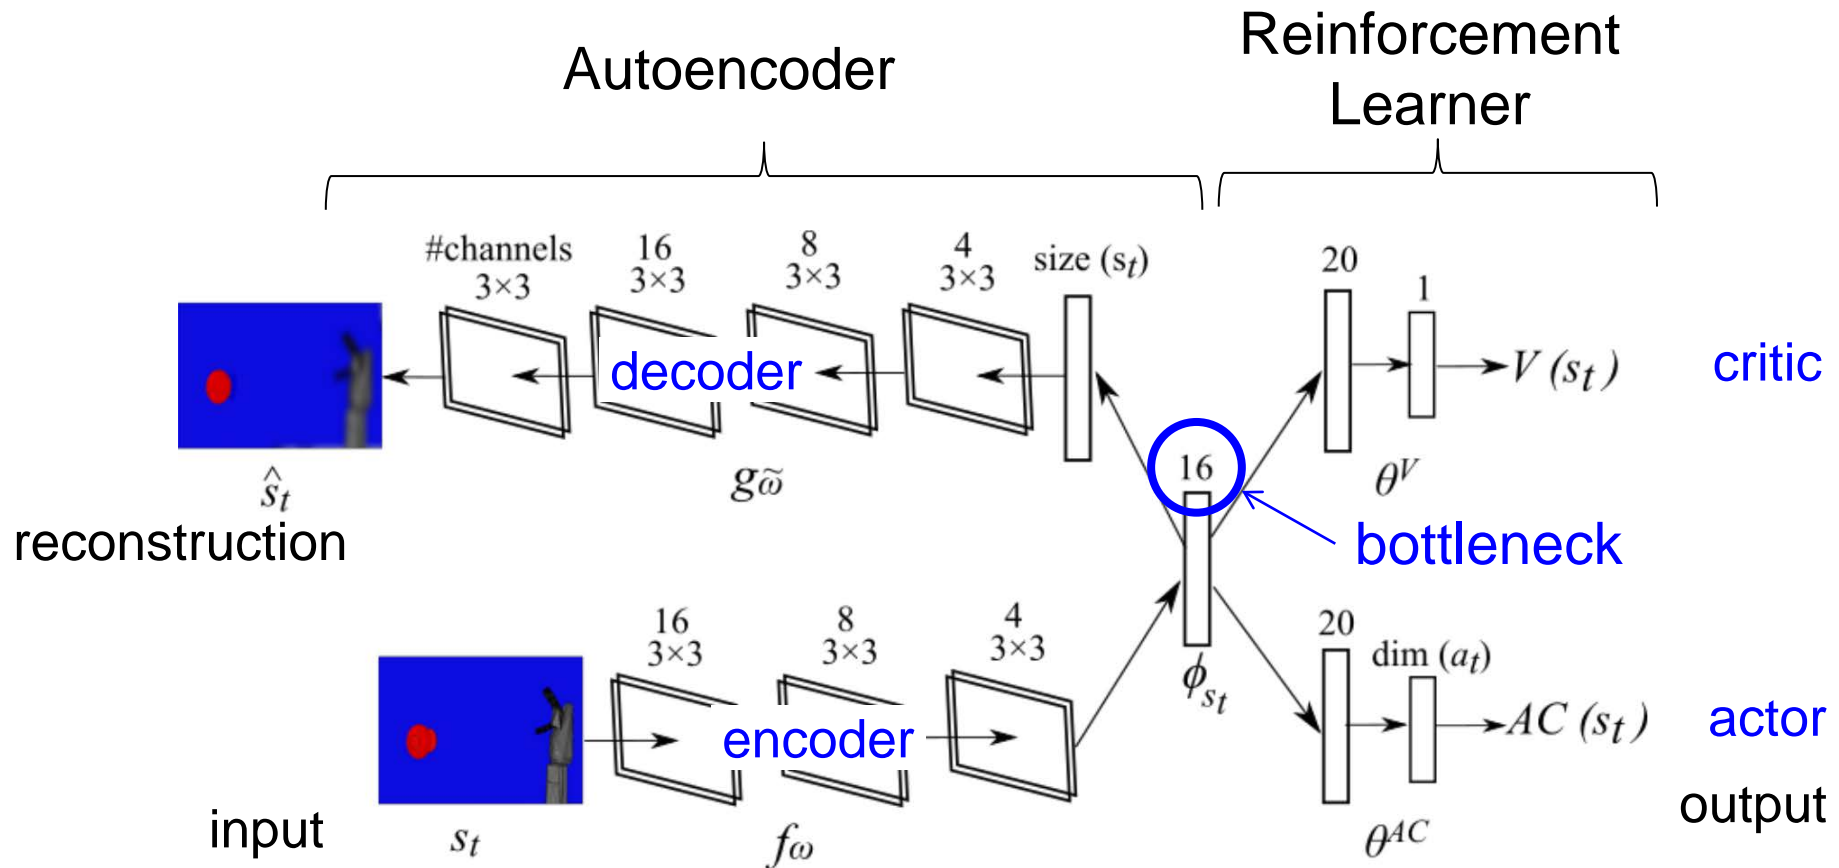 Autoencoder
Reinforcement
Learner
#channels
3×3
16
3×3
8
3×3
4
3×3
size (s_t)
20
1
decoder
V (s_t)
critic
16
ŝ_t
g_ω̃
θ^V
reconstruction
bottleneck
16
3×3
8
3×3
4
3×3
ϕ_{s_t}
20
dim (a_t)
encoder
AC (s_t)
actor
input
s_t
f_ω
θ^{AC}
output